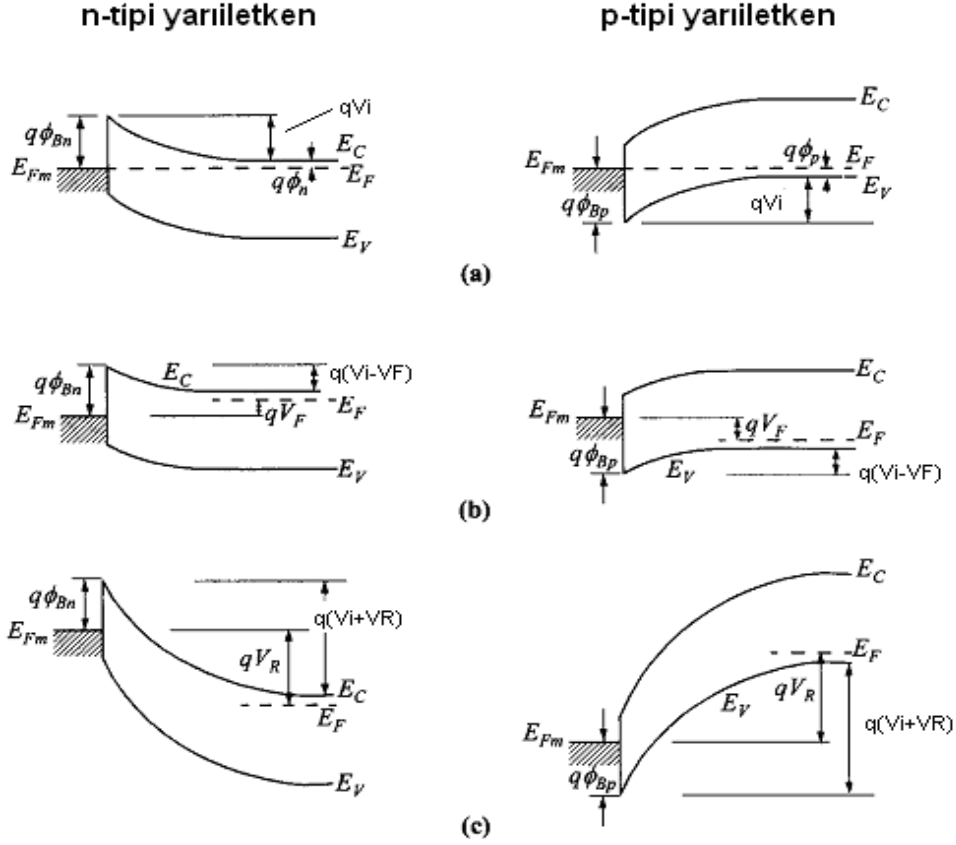 n-tipi yarıiletken
p-tipi yarıiletken
qϕBn
qVi
EC
EFm
EF
qϕn
EV
EC
EFm
qϕp
EF
EV
qϕBp
qVi
(a)
qϕBn
EC
q(Vi-VF)
EF
EFm
qVF
EV
EC
EFm
qVF
EF
qϕBp
EV
q(Vi-VF)
(b)
qϕBn
q(Vi+VR)
EFm
qVR
EC
EF
EV
EC
EF
qVR
EV
q(Vi+VR)
EFm
qϕBp
(c)